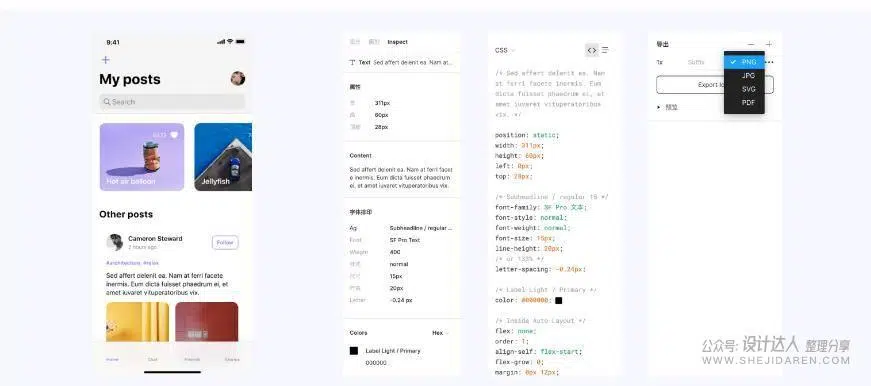 9:41
My posts
Search
Hot air balloon
Jellyfish
Other posts
Cameron Steward
2 hours ago
Follow
#architecture, #relax
Sed affert delenit ea. Nam at ferri facete
inermis. Eum dicta fuisset phaedrum ei, et
amet iuvaret vituperatoribus vix.
Home
Chat
Friends
Inspect
Text Sed affert delenit ea. Nam at ferri facet...
属性
311px
60px
顶部 28px
Content
Sed affert delenit ea. Nam at ferri facete
inermis. Eum dicta fuisset phaedrum
ei, et amet iuvaret vituperatoribus vix.
字体排印
Ag Subheadline / regular ...
Font SF Pro Text
Weight 400
样式 normal
尺寸 15px
行高 20px
Letter -0.24 px
Colors Hex
Label Light / Primary
000000
CSS
/* Sed affert delenit ea. Nam
at ferri facete inermis. Eum
dicta fuisset phaedrum ei, et
amet iuvaret vituperatoribus
vix. */
position: static;
width: 311px;
height: 60px;
left: 0px;
top: 28px;
/* Subheadline / regular 15 */
font-family: SF Pro 文本;
font-style: normal;
font-weight: normal;
font-size: 15px;
line-height: 20px;
/* or 133% */
letter-spacing: -0.24px;
/* Label Light / Primary */
color: #000000;
/* Inside Auto Layout */
flex: none;
order: 1;
align-self: flex-start;
flex-grow: 0;
margin: 0px 12px;
导出
1x Suffix PNG
JPG
SVG
PDF
预览
公众号: 设计达人 整理分享
WWW.SHEJIDAREN.COM